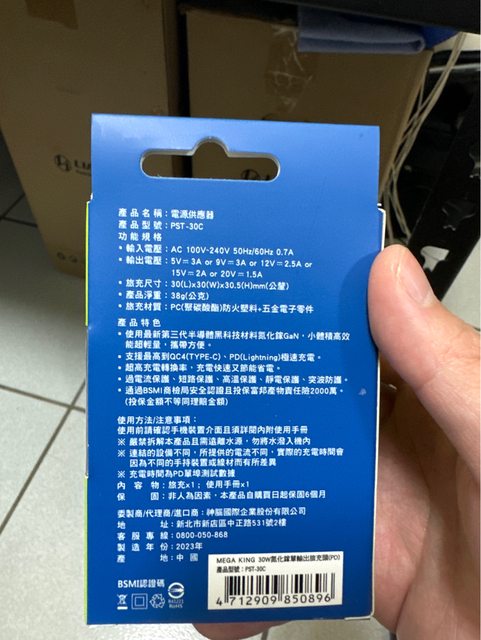 產品名稱：電源供應器
產品型號：PST-30C
功能規格
•輸入電壓：AC 100V-240V 50Hz/60Hz 0.7A
•輸出電壓：5V═3A or 9V═3A or 12V═2.5A or
15V═2A or 20V═1.5A
•旅充尺寸：30(L)x30(W)x30.5(H)mm(公釐)
•產品淨重：38g(公克)
•旅充材質：PC(聚碳酸酯)防火塑料+五金電子零件
產品特色
•使用最新第三代半導體黑科技材料氮化鎵GaN，小體積高效
能超輕量，攜帶方便。
•支援最高到QC4(TYPE-C)、PD(Lightning)極速充電。
•超高充電轉換率，充電快速又節能省電。
•過電流保護、短路保護、高溫保護、靜電保護、突波防護。
•通過BSMI商檢局安全認證且投保富邦產物責任險2000萬。
(投保金額不等同理賠金額)
使用方法/注意事項：
使用前請確認手機裝置介面且須詳閱內附使用手冊
※ 嚴禁拆解本產品且需遠離水源，勿將水潑入機內
※ 連結的設備不同，所提供的電流不同，實際的充電時間會
因為不同的手持裝置或線材而有所差異
※ 充電時間為PD單埠測試數據
內容物：旅充x1；使用手冊x1
保固：非人為因素，本產品自購買日起保固6個月
委製商/代理商/進口商：神腦國際企業股份有限公司
地址：新北市新店區中正路531號2樓
客服專線：0800-050-868
製造年份：2023年
產地：中國
BSMI認證碼
R41221
RoHS
MEGA KING 30W氮化鎵單輸出旅充頭(PD)
產品型號：PST-30C
4 712909 850896